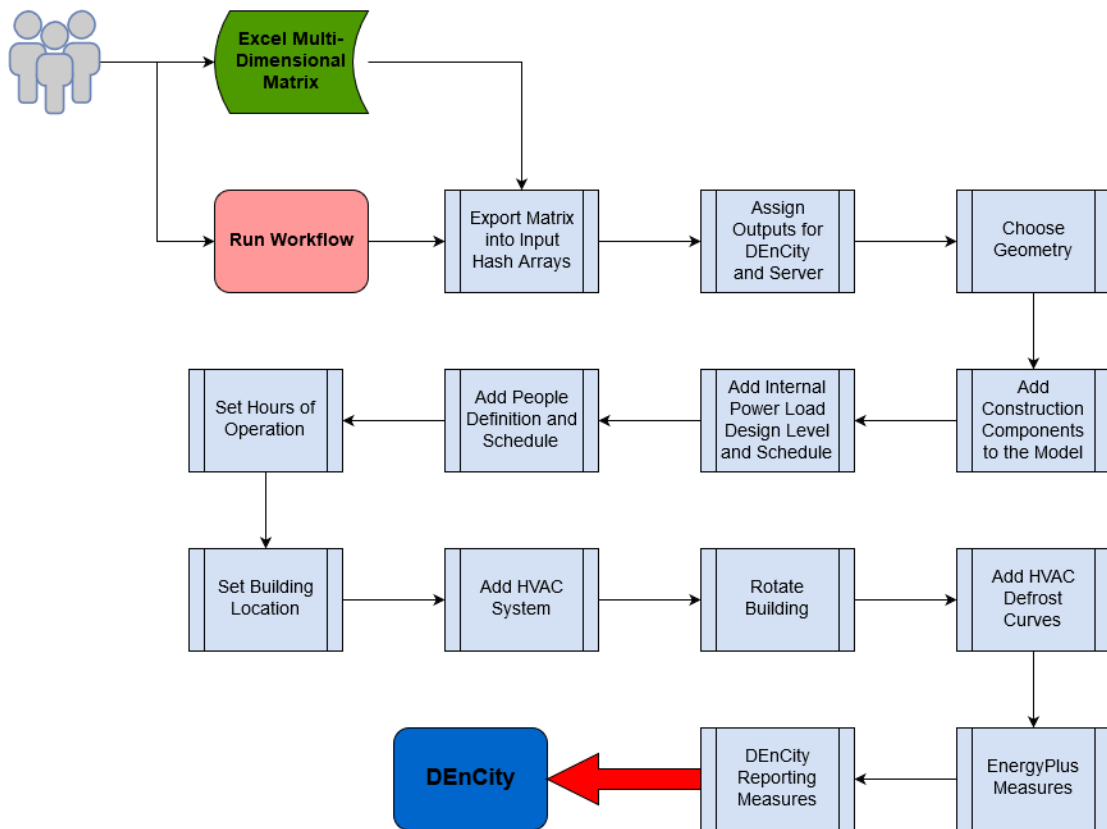 Excel Multi-
Dimensional
Matrix
Run Workflow
Export Matrix
into Input
Hash Arrays
Assign
Outputs for
DEnCity
and Server
Choose
Geometry
Set Hours of
Operation
Add People
Definition and
Schedule
Add Internal
Power Load
Design Level
and Schedule
Add
Construction
Components
to the Model
Set Building
Location
Add HVAC
System
Rotate
Building
Add HVAC
Defrost
Curves
DEnCity
DEnCity
Reporting
Measures
EnergyPlus
Measures